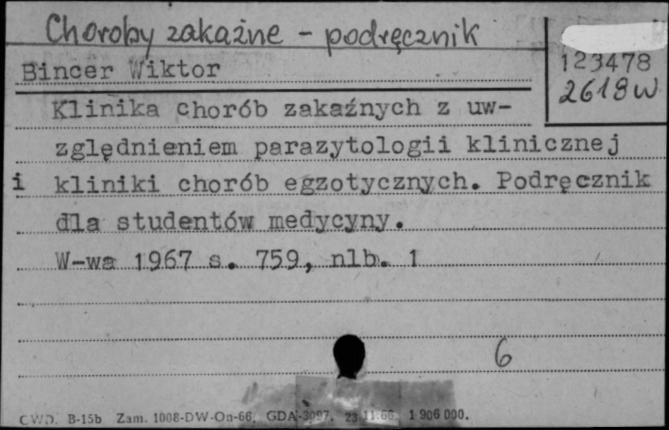 Choroby zakaźne - podręcznik
123478
2618W
Bincer Wiktor
Klinika chorób zakaźnych z uw-
zględnieniem parazytologii klinicznej
i kliniki chorób egzotycznych. Podręcznik
dla studentów medycyny.
W-wa 1967 s. 759, nlb. 1
6
CWD. B-15b Zam. 1008-DW-On-66. GDA-3097. 23.11.66. 1 906 000.